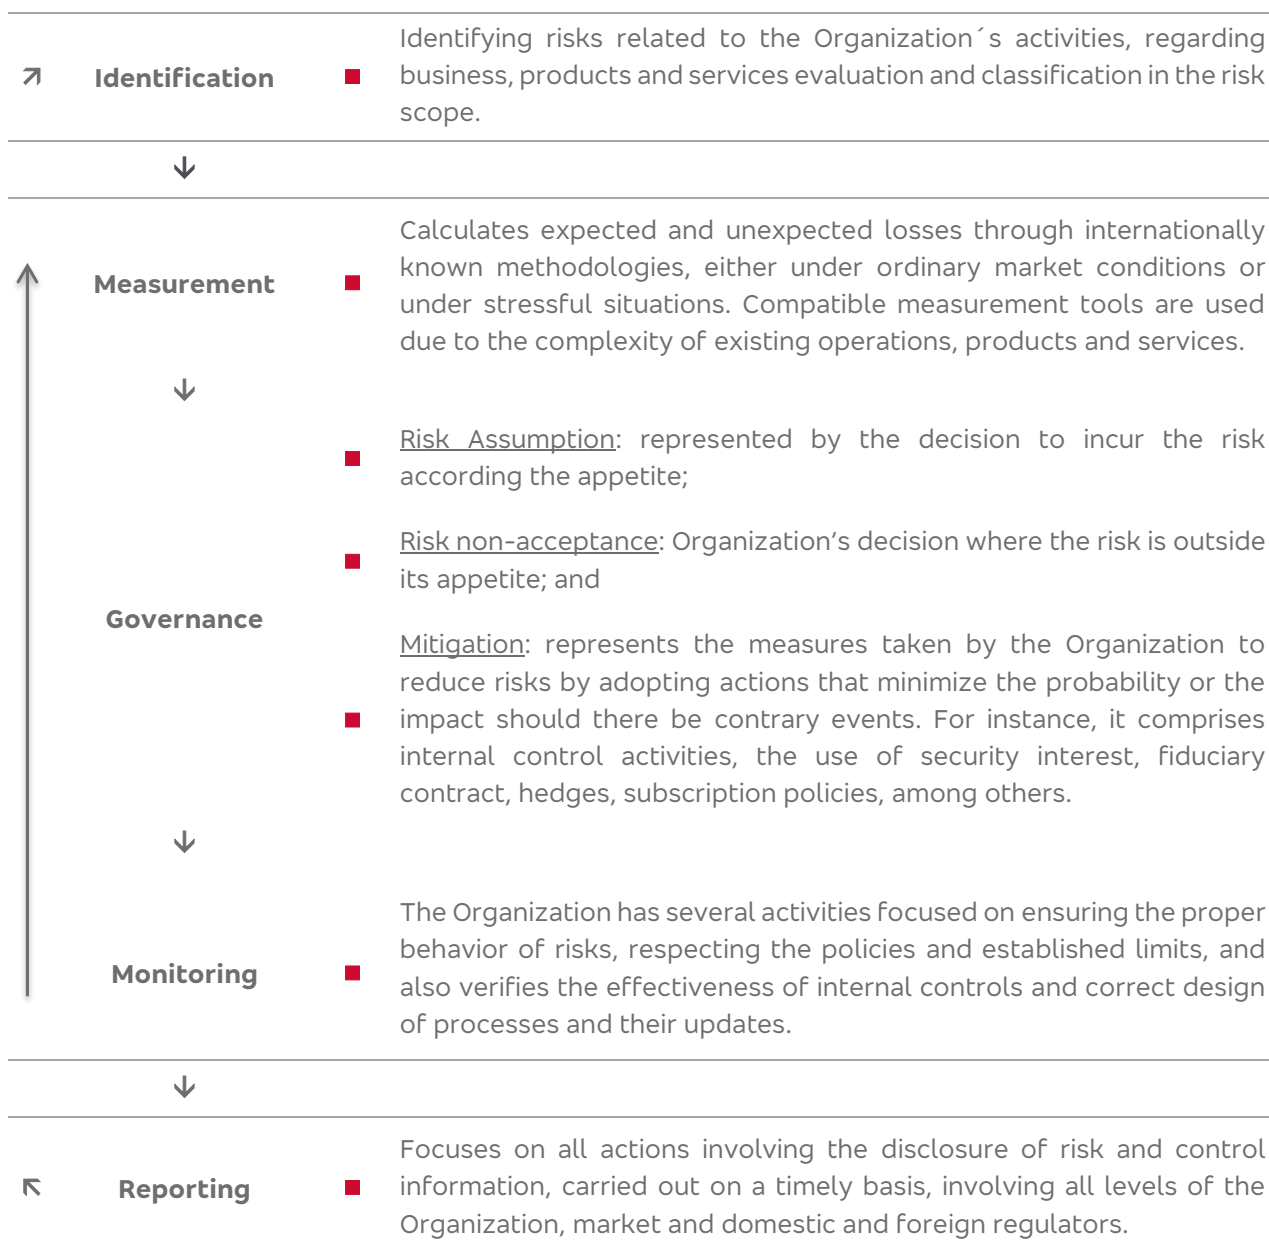 Identifying risks related to the Organization´s activities, regarding
Identification
business, products and services evaluation and classification in the risk
scope.
Calculates expected and unexpected losses through internationally
known methodologies, either under ordinary market conditions or
Measurement
under stressful situations. Compatible measurement tools are used
due to the complexity of existing operations, products and services.
Risk Assumption: represented by the decision to incur the risk
according the appetite;
Risk non-acceptance: Organization’s decision where the risk is outside
its appetite; and
Governance
Mitigation: represents the measures taken by the Organization to
reduce risks by adopting actions that minimize the probability or the
impact should there be contrary events. For instance, it comprises
internal control activities, the use of security interest, fiduciary
contract, hedges, subscription policies, among others.
The Organization has several activities focused on ensuring the proper
behavior of risks, respecting the policies and established limits, and
Monitoring
also verifies the effectiveness of internal controls and correct design
of processes and their updates.
Focuses on all actions involving the disclosure of risk and control
Reporting
information, carried out on a timely basis, involving all levels of the
Organization, market and domestic and foreign regulators.